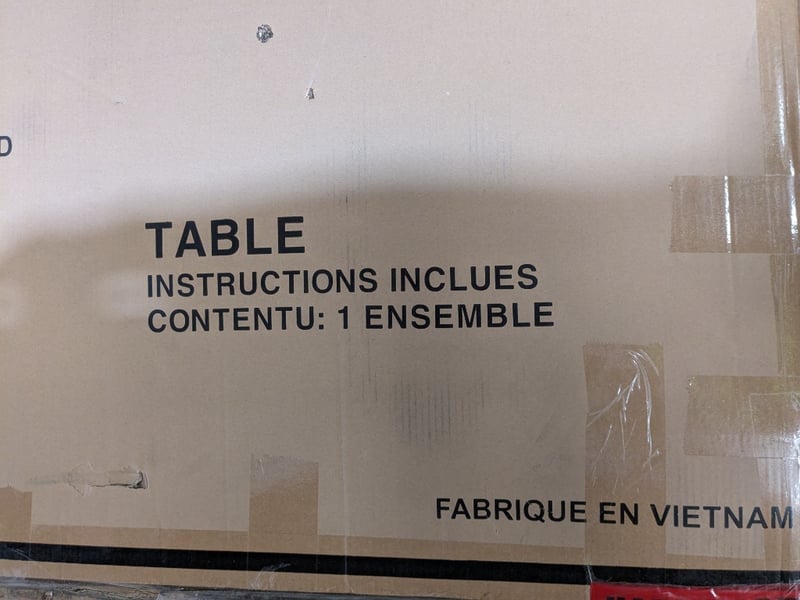 D
TABLE
INSTRUCTIONS INCLUES
CONTENTU: 1 ENSEMBLE
FABRIQUE EN VIETNAM